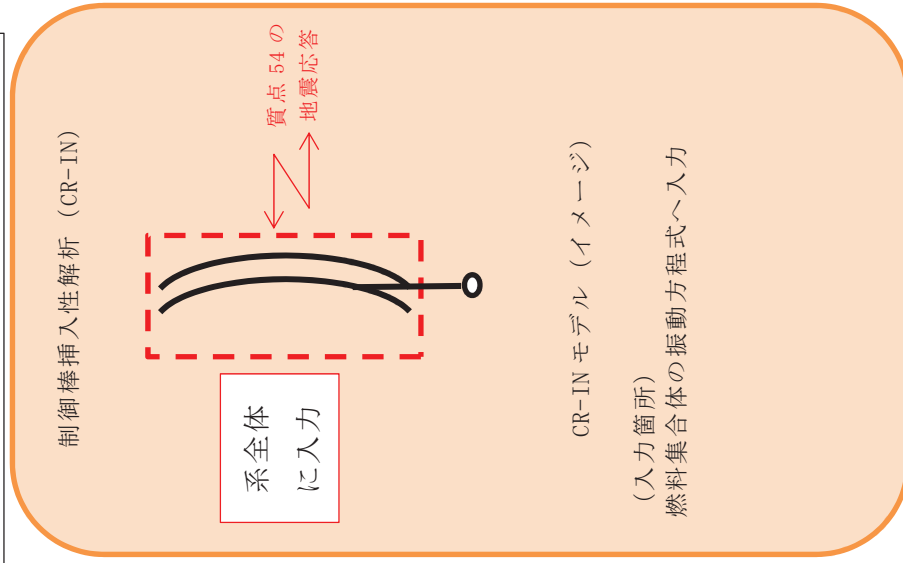 制御棒挿入性解析 (CR-IN)
系全体
に入力
質点 54 の
地震応答
CR-IN モデル (イメージ)
(入力箇所)
燃料集合体の振動方程式へ入力